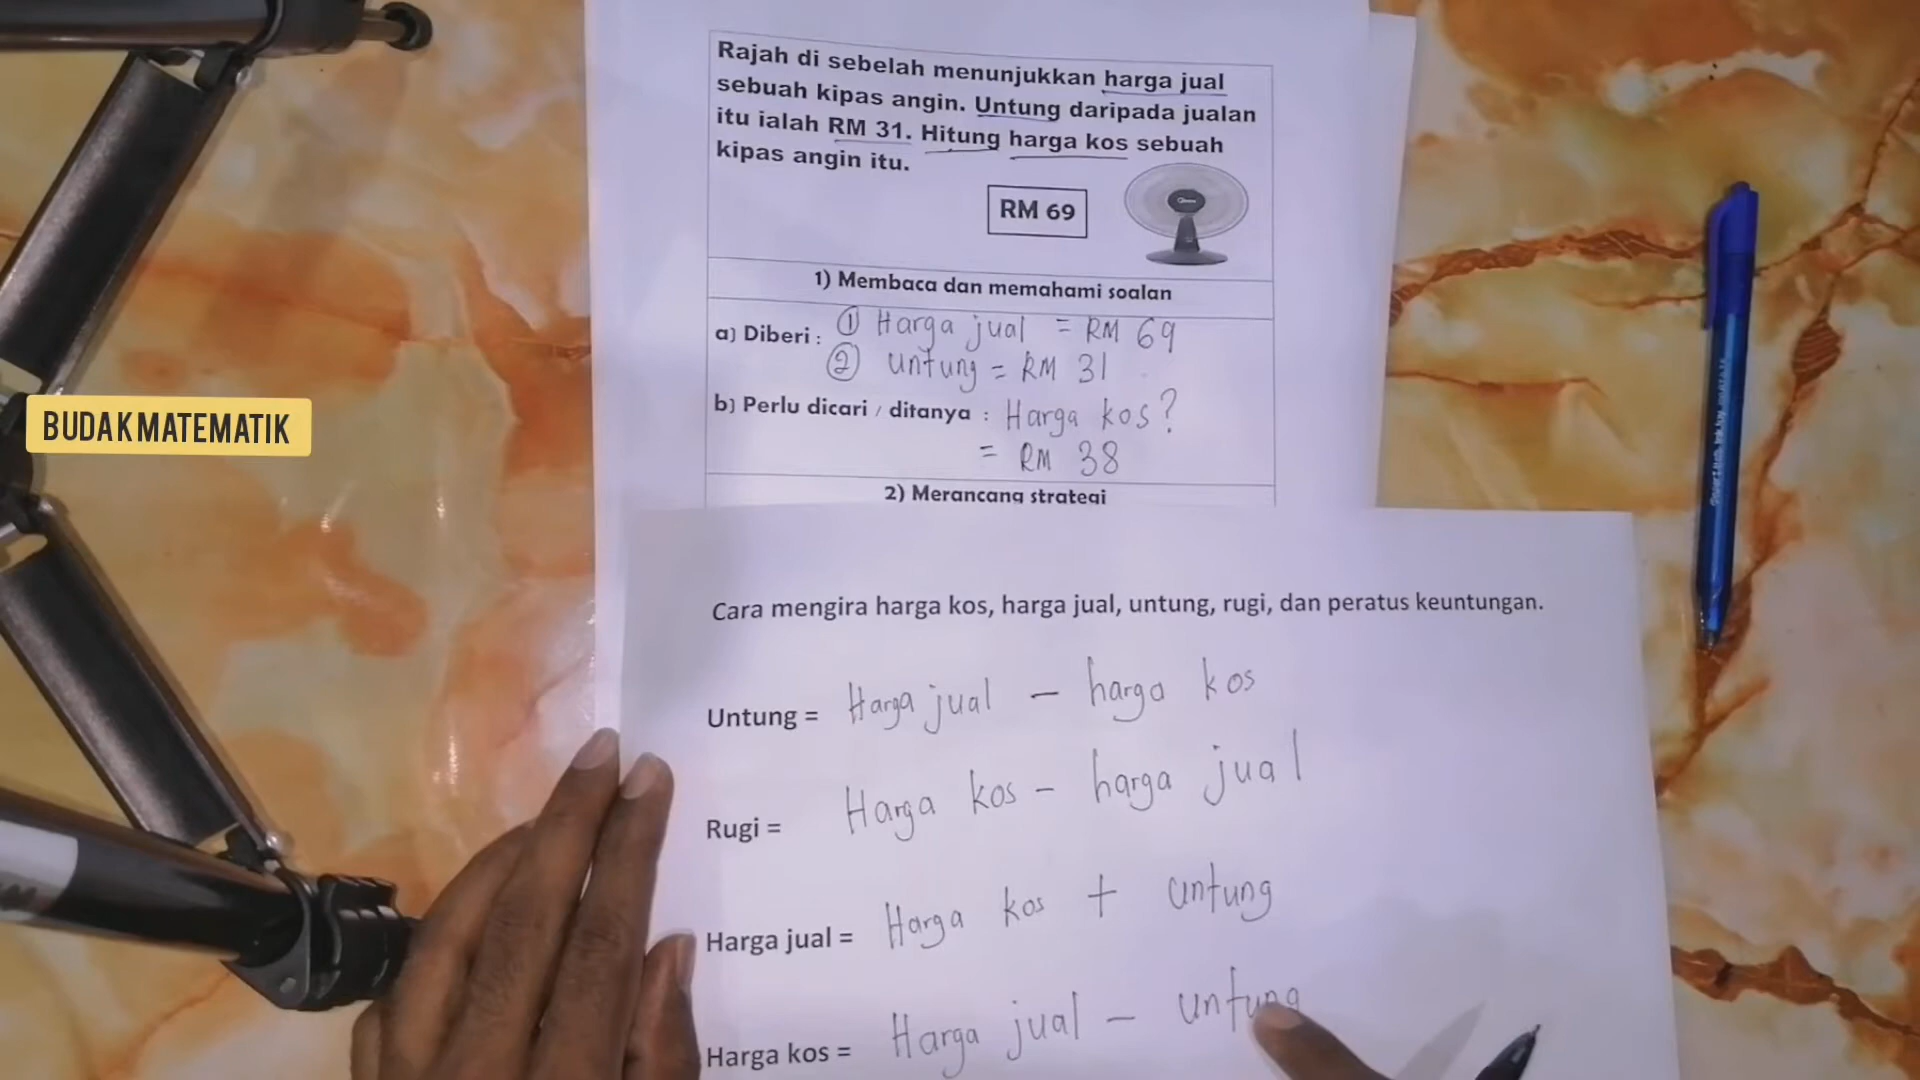 Rajah di sebelah menunjukkan harga jual
sebuah kipas angin. Untung daripada jualan
itu ialah RM 31. Hitung harga kos sebuah
kipas angin itu.
RM 69
1) Membaca dan memahami soalan
a) Diberi : ① Harga jual = RM 69
② untung = RM 31
b) Perlu dicari / ditanya : Harga kos?
= RM 38
2) Merancang strategi
BUDAK MATEMATIK
Cara mengira harga kos, harga jual, untung, rugi, dan peratus keuntungan.
Untung = Harga jual - harga kos
Rugi = Harga kos - harga jual
Harga jual = Harga kos + untung
Harga kos = Harga jual - untung